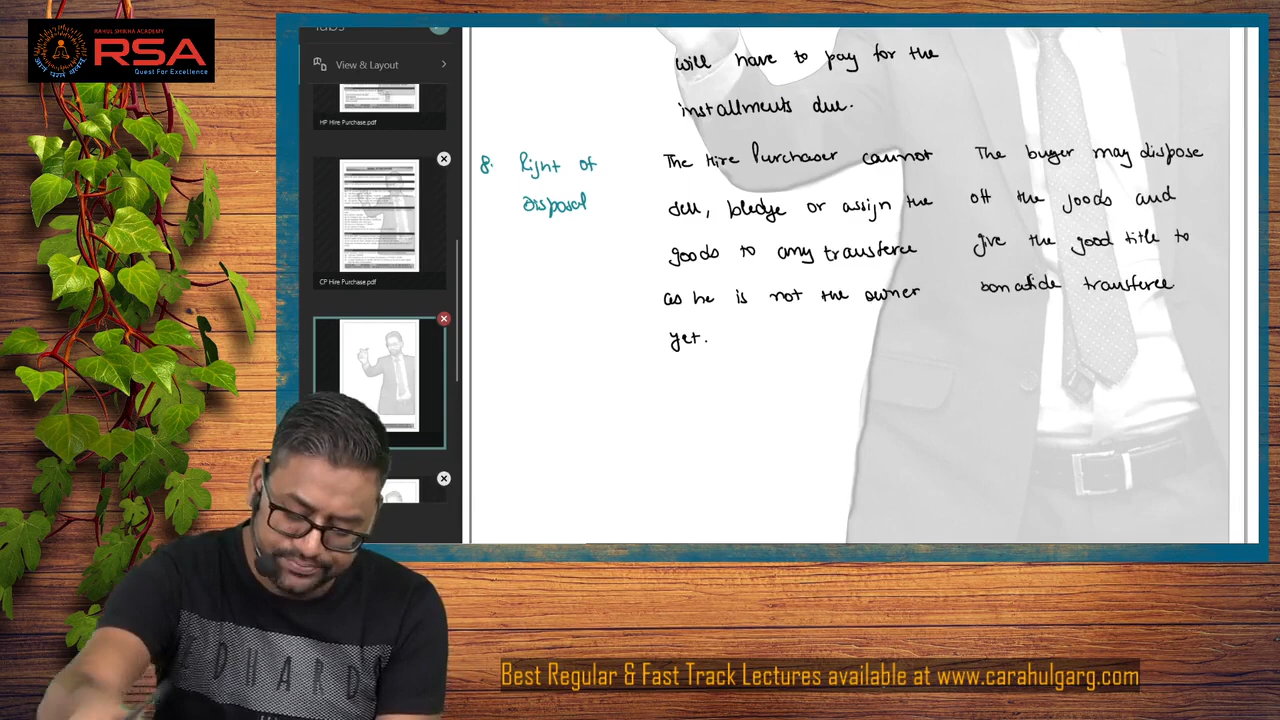 RAHUL SHIKHA ACADEMY
RSA
Quest For Excellence
View & Layout
HP Hire Purchase.pdf
CP Hire Purchase.pdf
will have to pay for the
installments due.
8. Right of
Disposal
The Hire Purchaser cannot
sell, pledge or assign the
goods to any transferee
as he is not the owner
yet.
The buyer may dispose
off the goods and
give the good title to
bonafide transferee
Best Regular & Fast Track Lectures available at www.carahulgarg.com